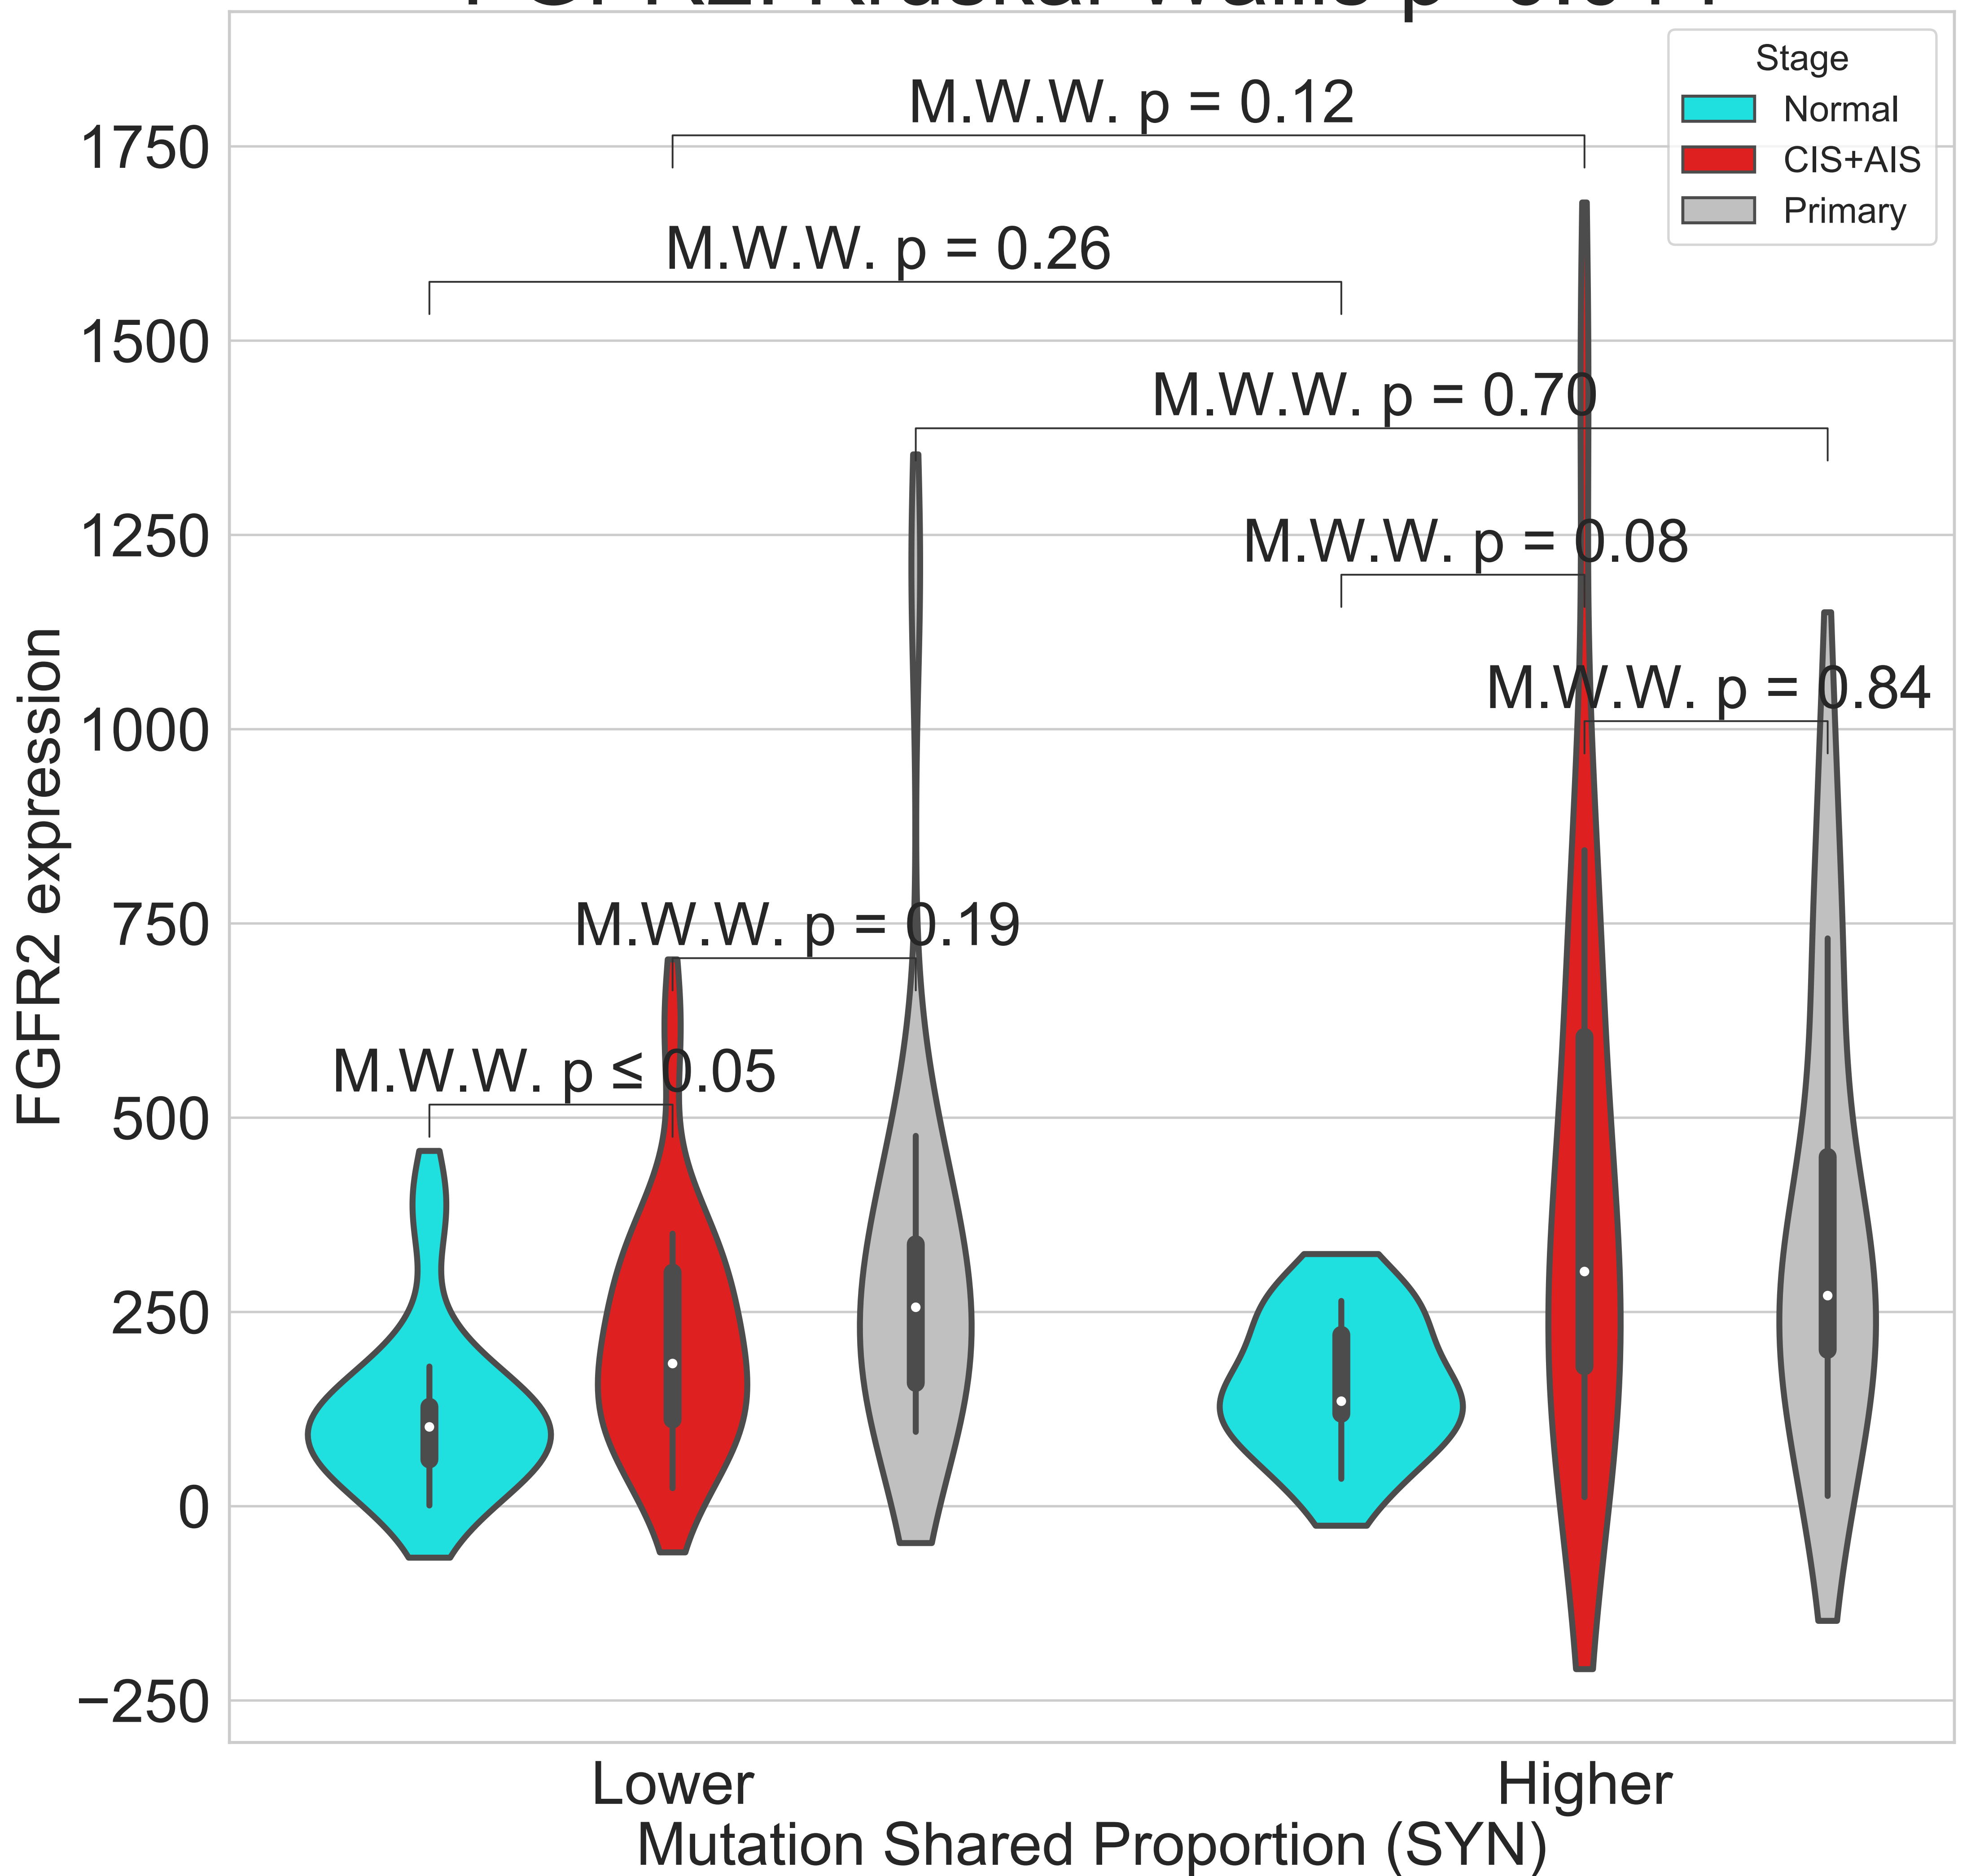 Stage
Normal
CIS+AIS
Primary
M.W.W. p = 0.12
M.W.W. p = 0.26
M.W.W. p = 0.70
M.W.W. p = 0.08
M.W.W. p = 0.84
M.W.W. p = 0.19
M.W.W. p ≤ 0.05
1750
1500
1250
1000
750
500
250
0
−250
FGFR2 expression
Lower Higher
Mutation Shared Proportion (SYN)